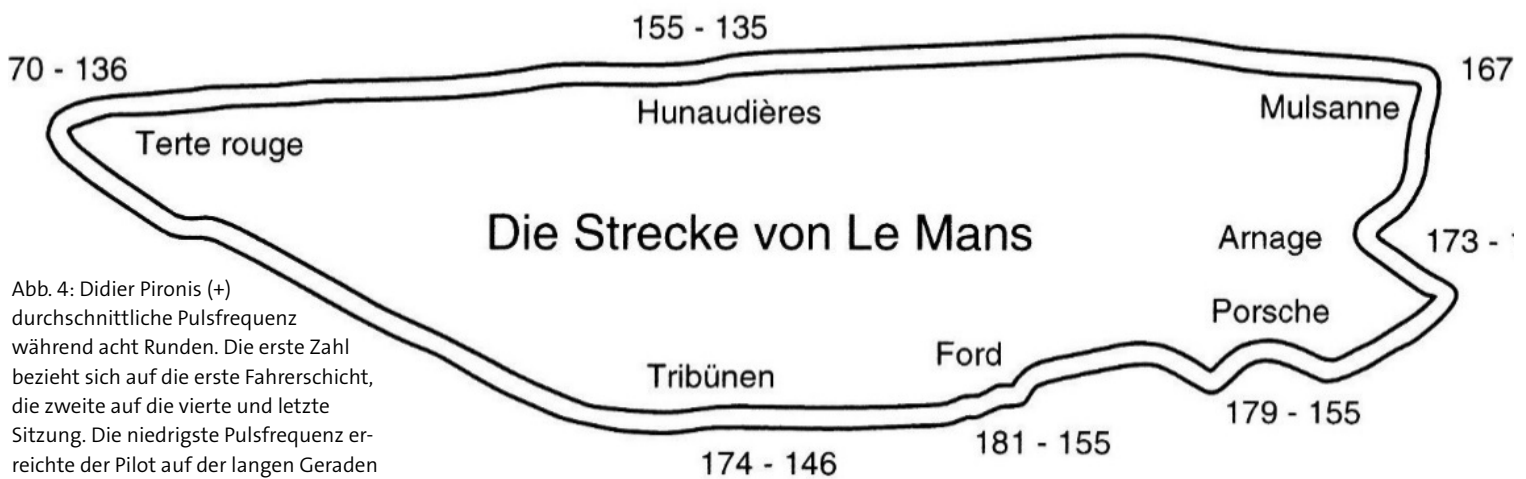 155 - 135
70 - 136
167
Hunaudières
Mulsanne
Terte rouge
Die Strecke von Le Mans
Arnage
173 -
Abb. 4: Didier Pironis (+)
durchschnittliche Pulsfrequenz
während acht Runden. Die erste Zahl
bezieht sich auf die erste Fahrerschicht,
die zweite auf die vierte und letzte
Sitzung. Die niedrigste Pulsfrequenz er-
reichte der Pilot auf der langen Geraden
Porsche
Ford
Tribünen
179 - 155
181 - 155
174 - 146